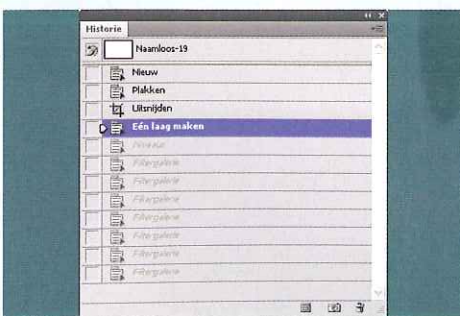 Historie
Naamloos-19
Nieuw
Plakken
Uitsnijden
Eén laag maken
Niveaus
Filtergalerie
Filtergalerie
Filtergalerie
Filtergalerie
Filtergalerie
Filtergalerie
Filtergalerie